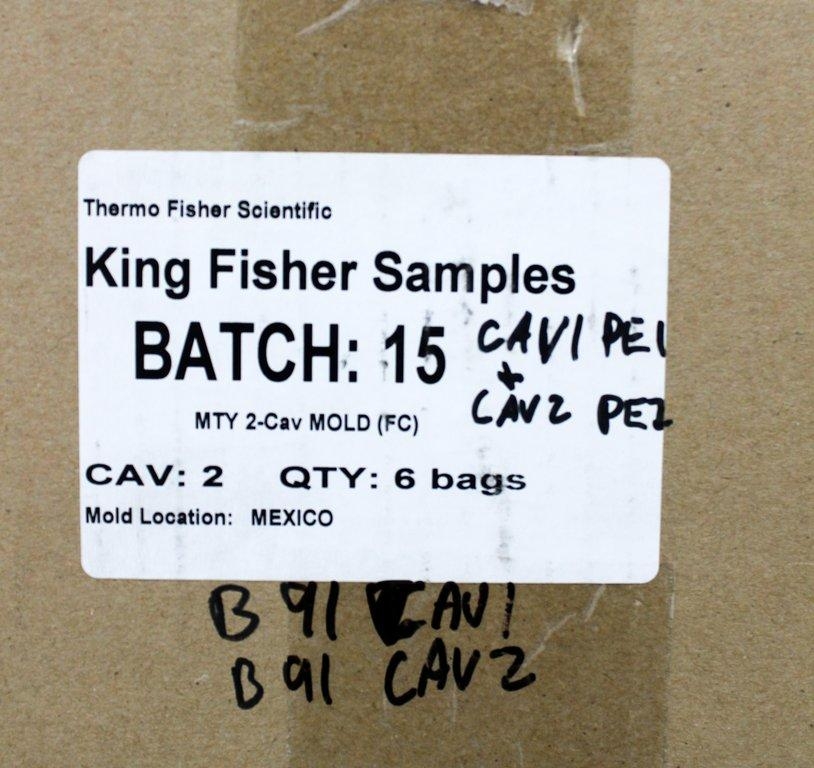 Thermo Fisher Scientific
King Fisher Samples
BATCH: 15
CAV1 PE1
+
CAV2 PE2
MTY 2-Cav MOLD (FC)
CAV: 2 QTY: 6 bags
Mold Location: MEXICO
B 91 CAV1
B 91 CAV2